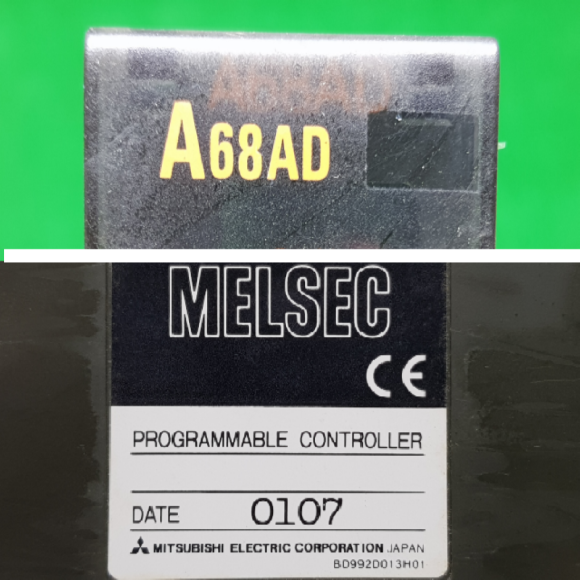 A68AD
MELSEC
CE
PROGRAMMABLE CONTROLLER
DATE 0107
MITSUBISHI ELECTRIC CORPORATION JAPAN
BD992D013H01